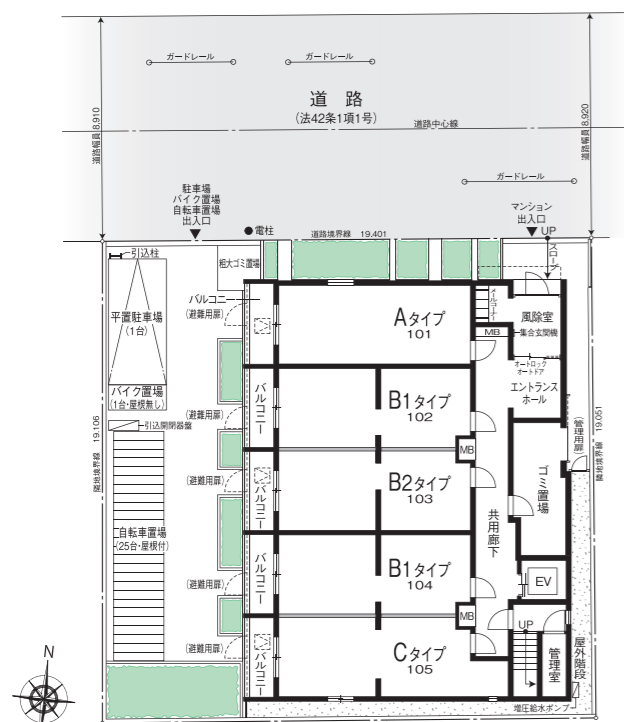 ガードレール
ガードレール
道路幅員 8.910
道路幅員 8.920
道 路
(法42条1項1号)
道路中心線
ガードレール
駐車場
バイク置場
自転車置場
出入口
マンション
出入口
●電柱
道路境界線 19.401
UP
スロープ
引込柱
粗大ゴミ置場
メールコーナー
バルコニー
(避難用扉)
Aタイプ
101
風除室
集合玄関機
平置駐車場
(1台)
MB
オートロック
オートドア
エントランス
ホール
バイク置場
(1台・屋根無し)
(避難用扉)
バルコニー
B1タイプ
102
引込開閉器盤
隣地境界線 19.106
隣地境界線 19.051
(管理用扉)
MB
(避難用扉)
バルコニー
B2タイプ
103
ゴミ置場
共用廊下
自転車置場
(25台・屋根付)
(避難用扉)
バルコニー
B1タイプ
104
EV
MB
UP
(避難用扉)
バルコニー
Cタイプ
105
管理室
屋外階段
増圧給水ポンプ
N